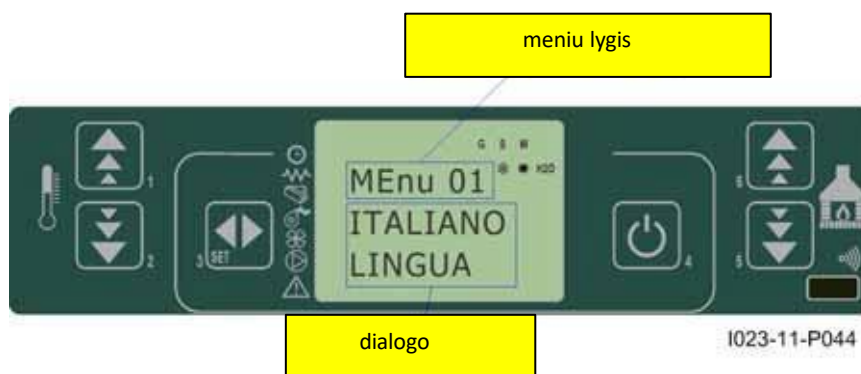 meniu lygis
G S W
H2O
MEnu 01
ITALIANO
LINGUA
1
2
3 SET
4
6
5
dialogo
I023-11-P044